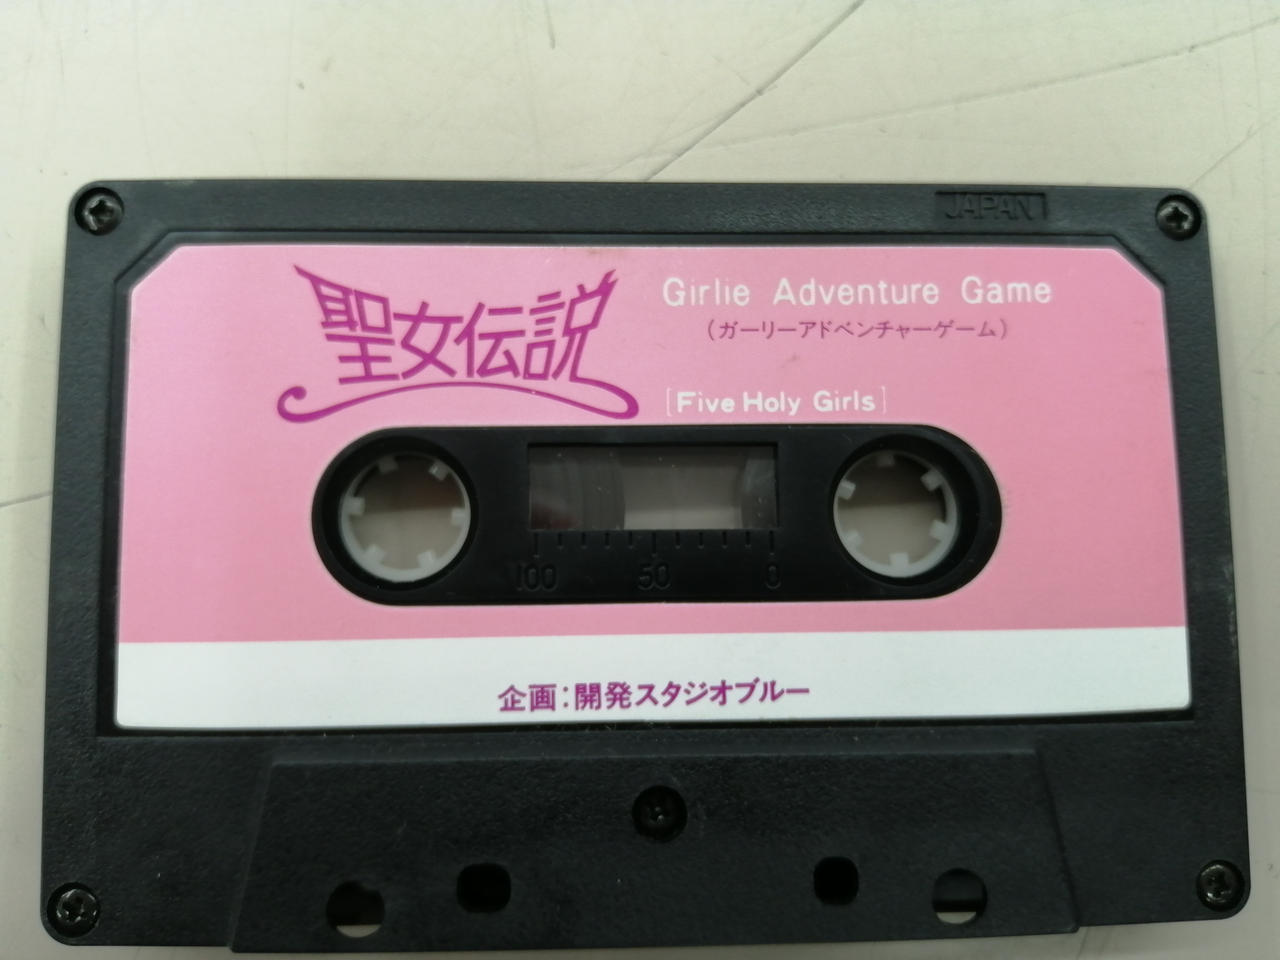 JAPAN
聖女伝説
Girlie Adventure Game
(ガーリーアドベンチャーゲーム)
[Five Holy Girls]
100 50 0
企画:開発スタジオブルー